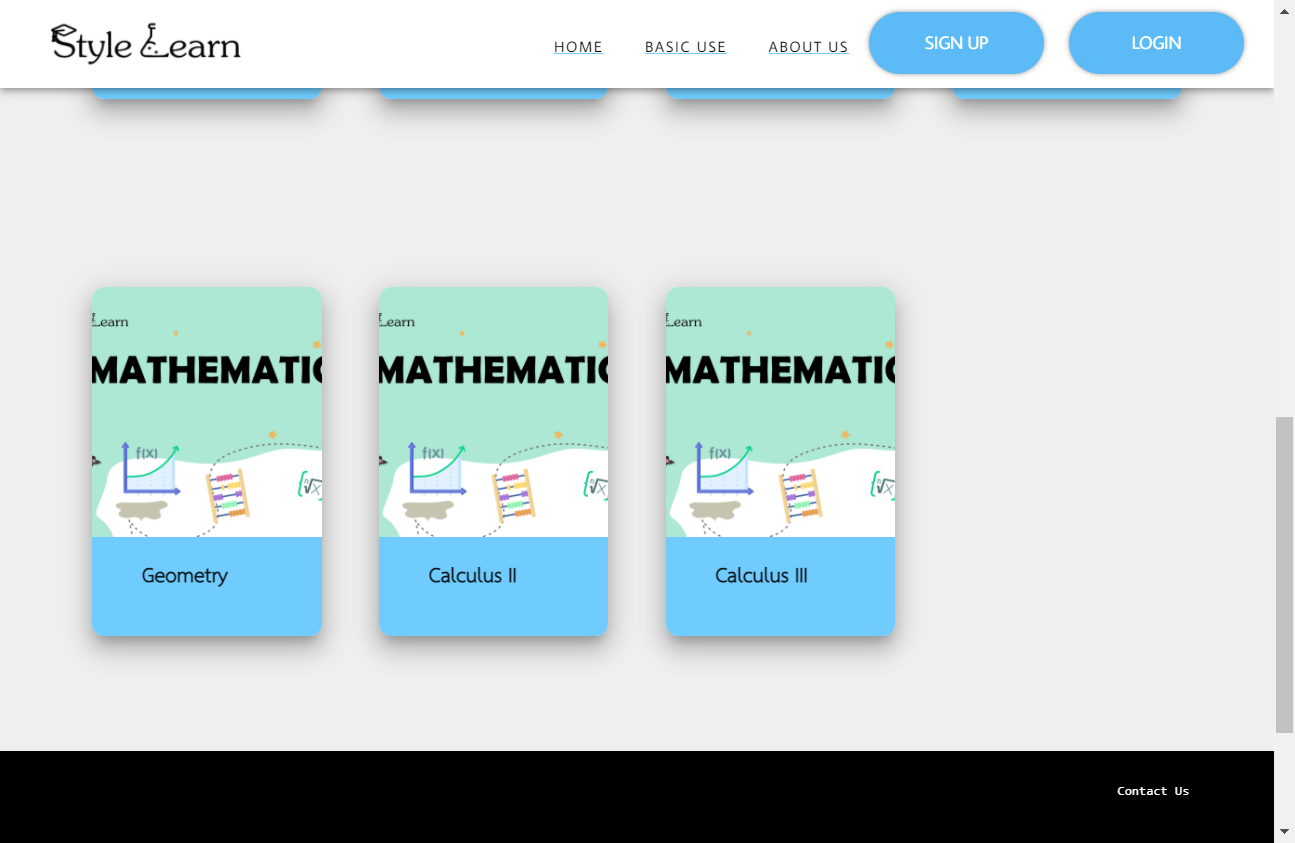 Style Learn
HOME BASIC USE ABOUT US SIGN UP LOGIN
Learn Learn Learn
MATHEMATIC MATHEMATIC MATHEMATIC
f(X) f(X) f(X)
{√X {√X {√X
Geometry Calculus II Calculus III
Contact Us